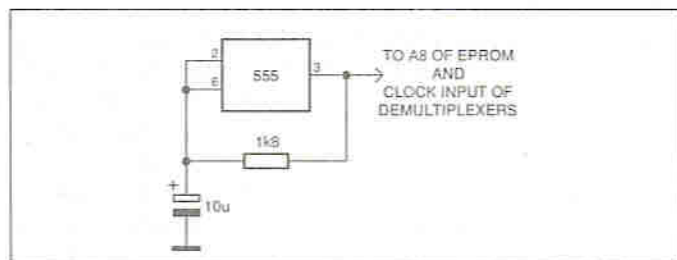 2
6
555
3
TO A8 OF EPROM
AND
CLOCK INPUT OF
DEMULTIPLEXERS
1k8
+
10u